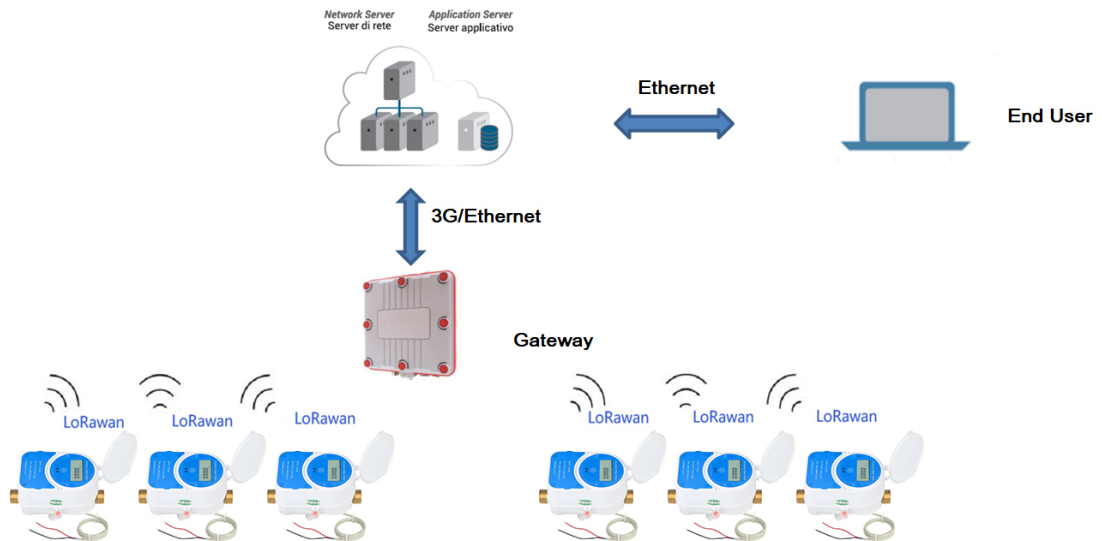 Network Server
Server di rete
Application Server
Server applicativo
Ethernet
End User
3G/Ethernet
Gateway
LoRawan
LoRawan
LoRawan
LoRawan
LoRawan
LoRawan